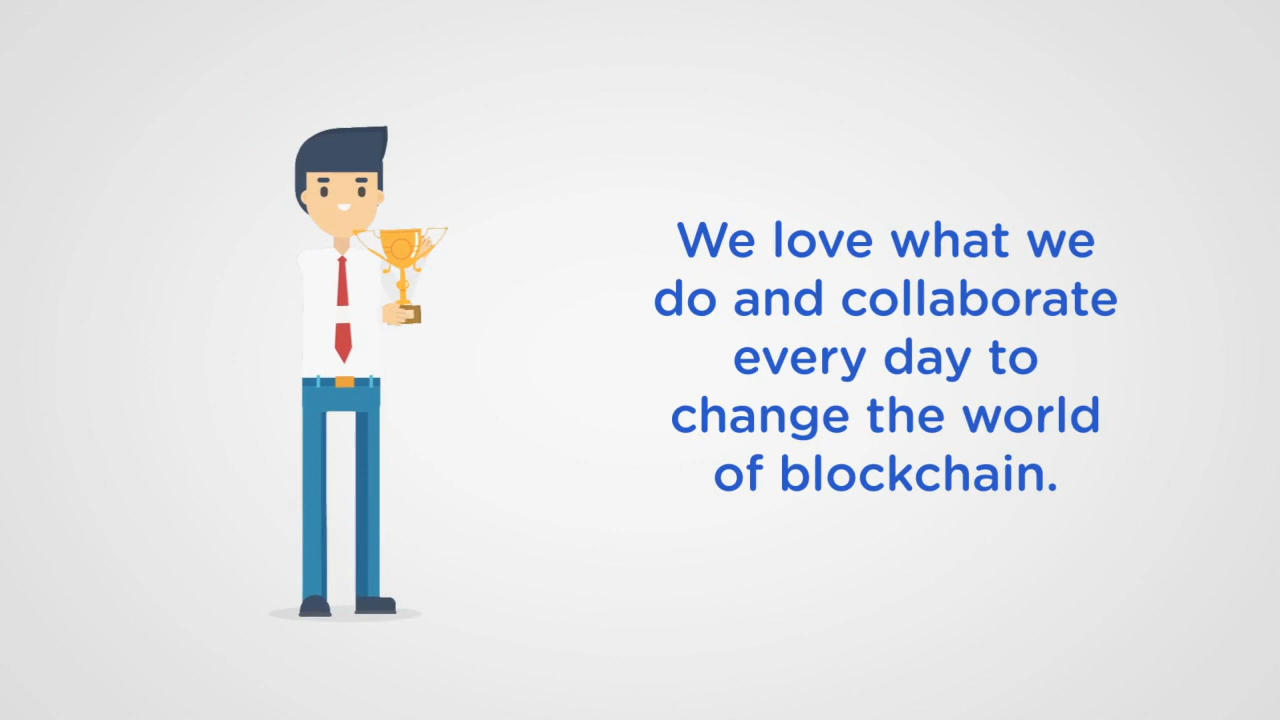 We love what we
do and collaborate
every day to
change the world
of blockchain.